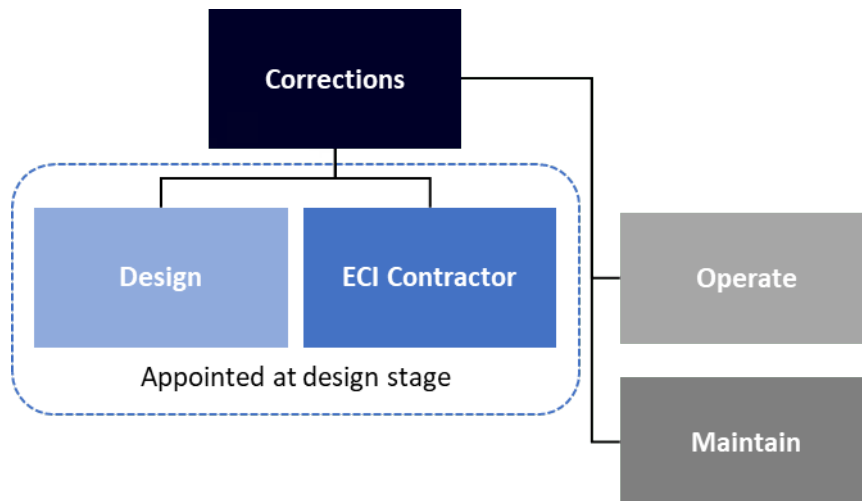 Corrections
Design
ECI Contractor
Appointed at design stage
Operate
Maintain